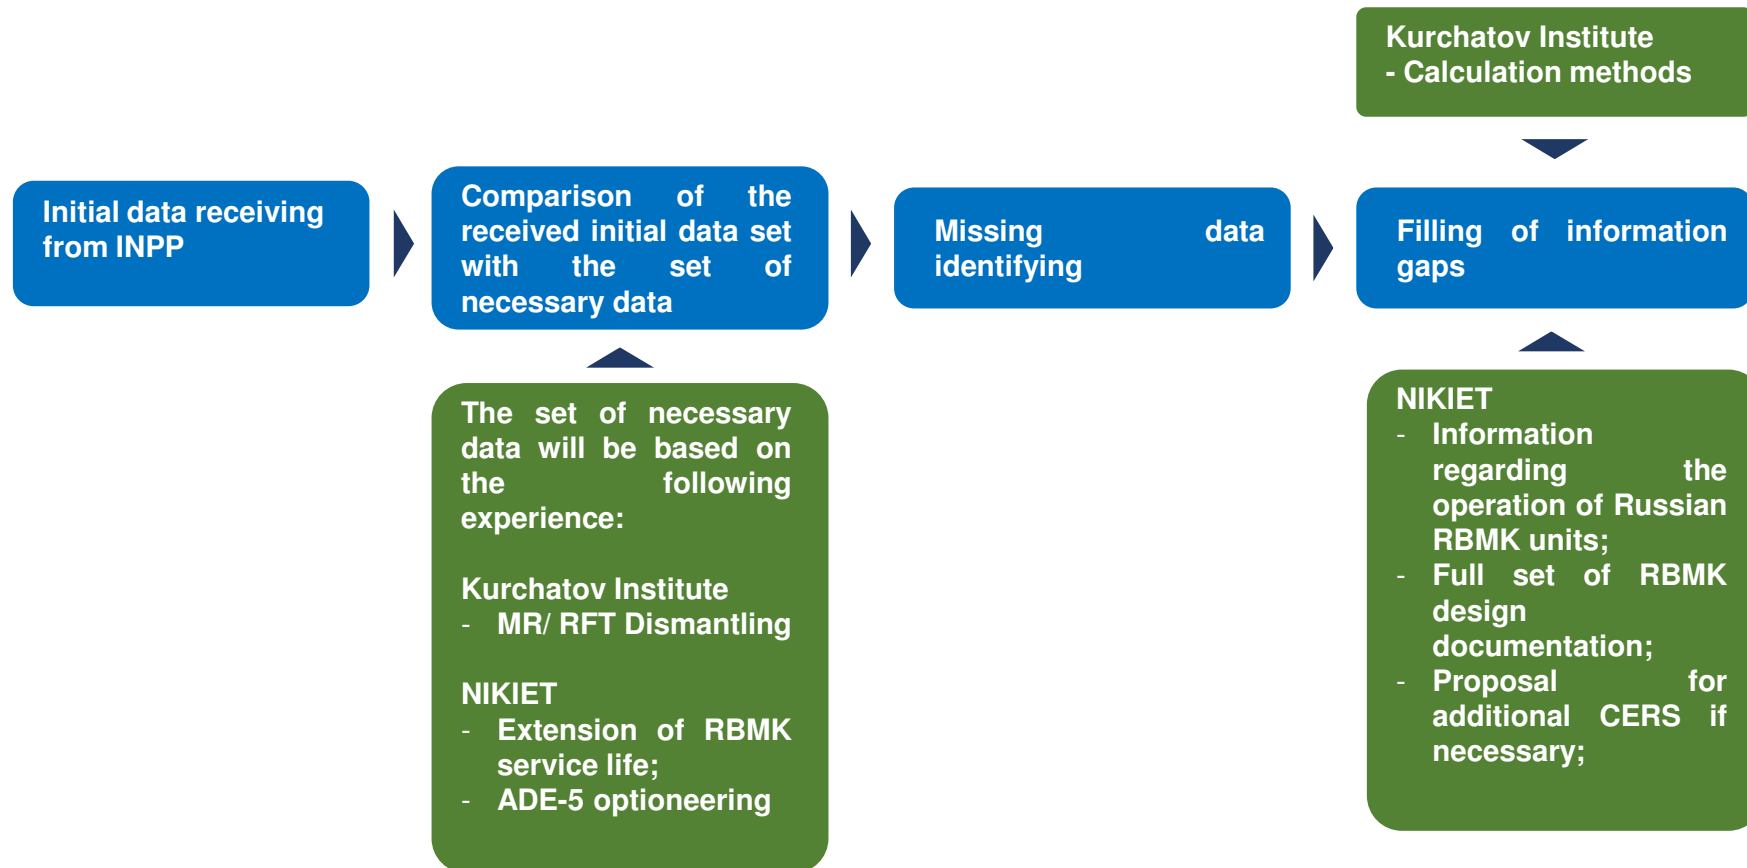 Kurchatov Institute
- Calculation methods
Initial data receiving
from INPP
Comparison of the
received initial data set
with the set of
necessary data
Missing data
identifying
Filling of information
gaps
The set of necessary
data will be based on
the following
experience:
Kurchatov Institute
- MR/ RFT Dismantling
NIKIET
- Extension of RBMK
service life;
- ADE-5 optioneering
NIKIET
- Information
regarding the
operation of Russian
RBMK units;
- Full set of RBMK
design
documentation;
- Proposal for
additional CERS if
necessary;